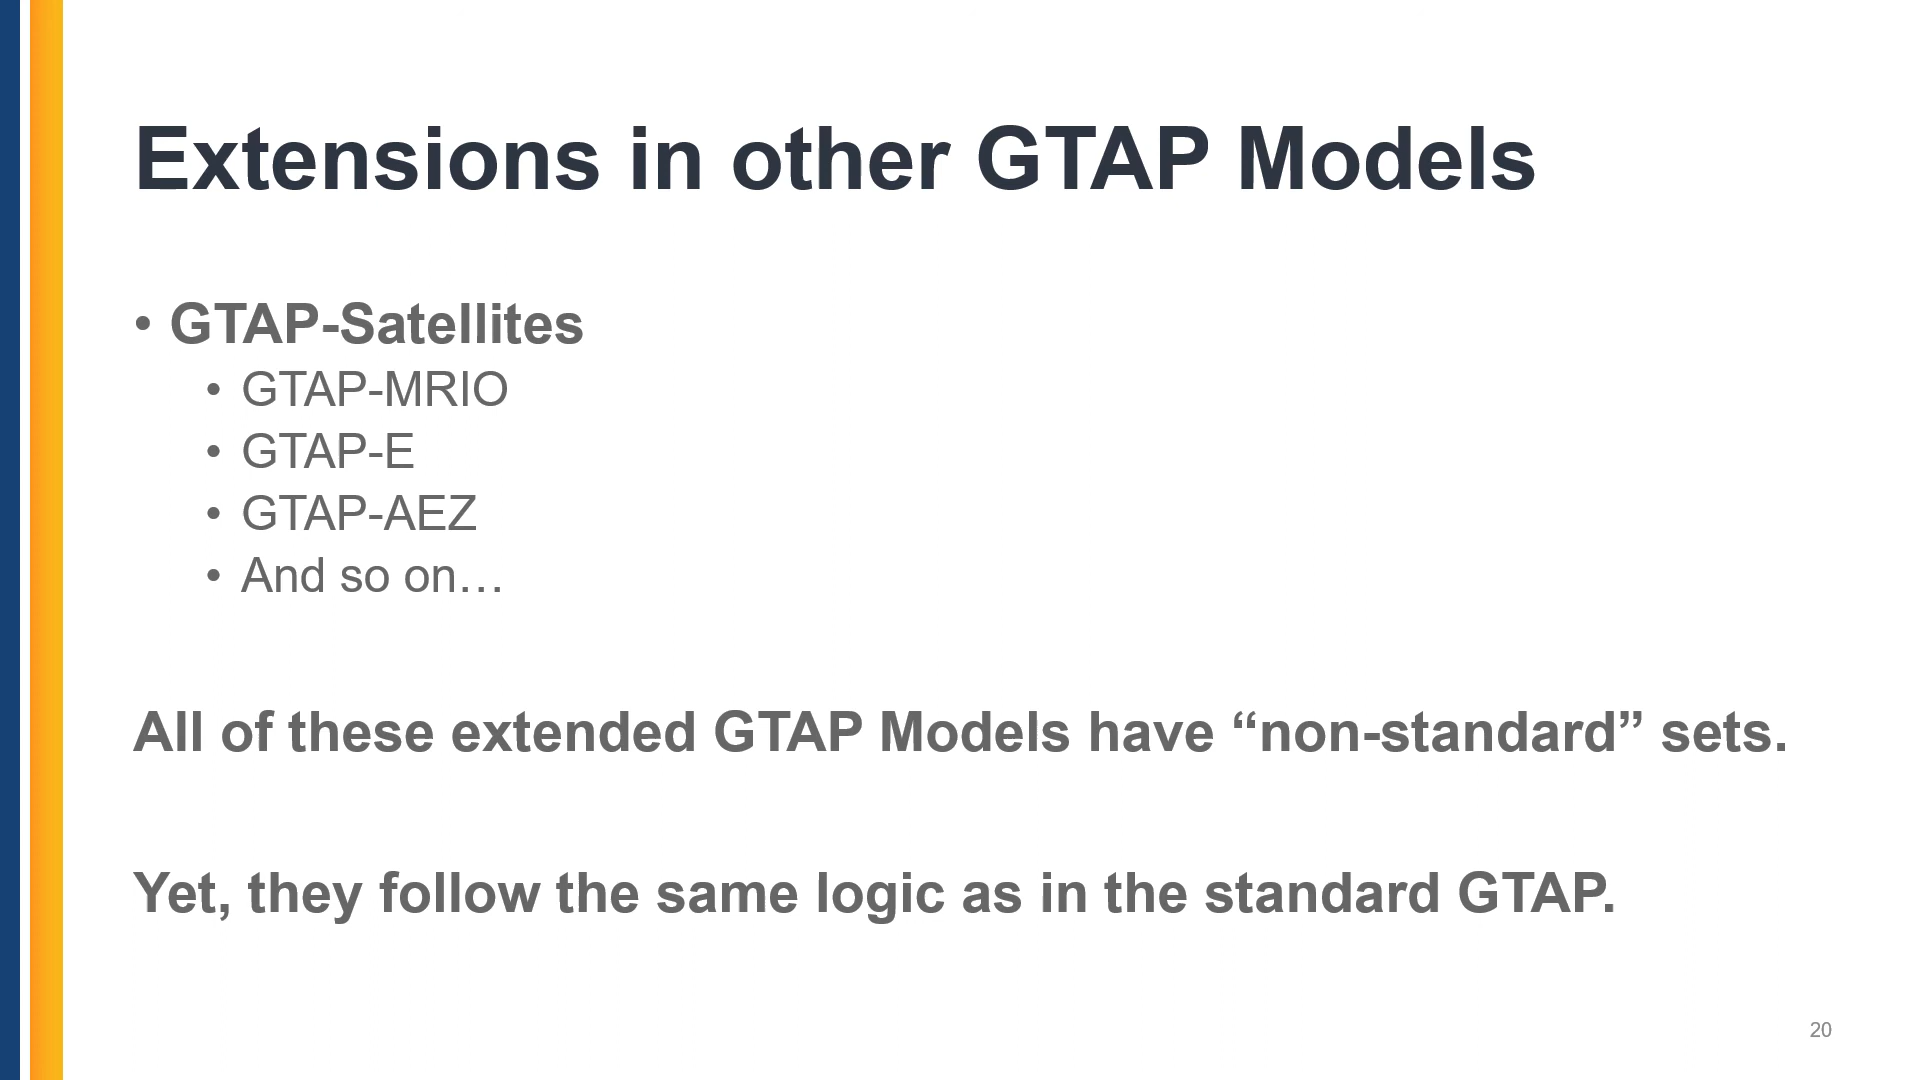 Extensions in other GTAP Models
• GTAP-Satellites
• GTAP-MRIO
• GTAP-E
• GTAP-AEZ
• And so on…
All of these extended GTAP Models have “non-standard” sets.
Yet, they follow the same logic as in the standard GTAP.
20